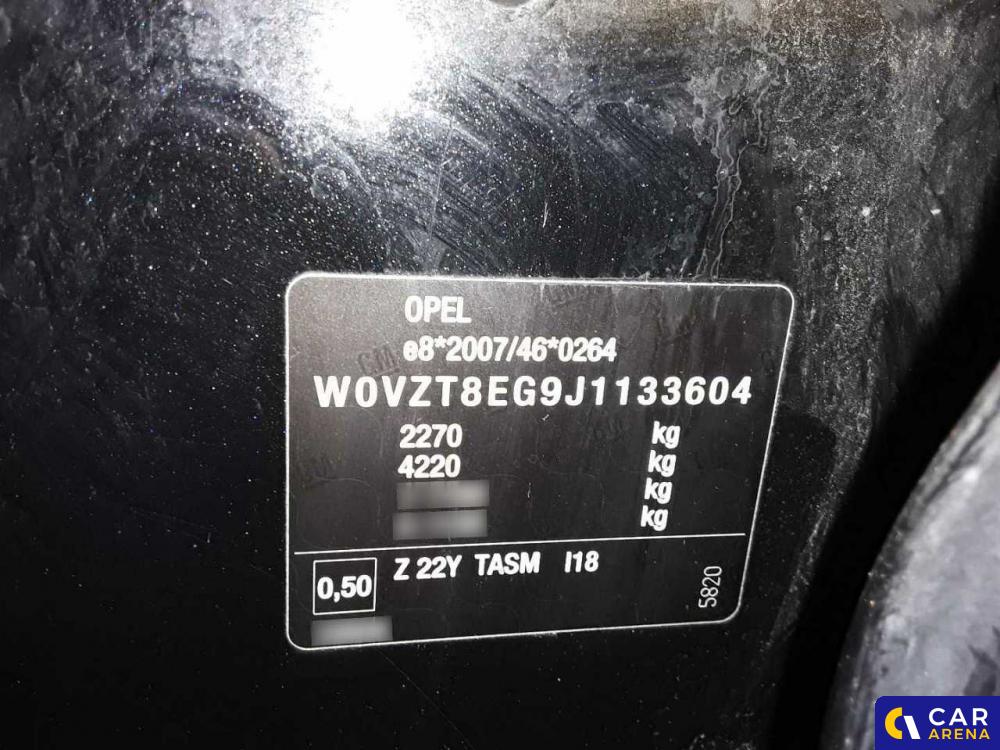 OPEL
e8*2007/46*0264
W0VZT8EG9J1133604
2270 kg
4220 kg
kg
kg
0,50 Z 22Y TASM I18
5820
CAR
ARENA